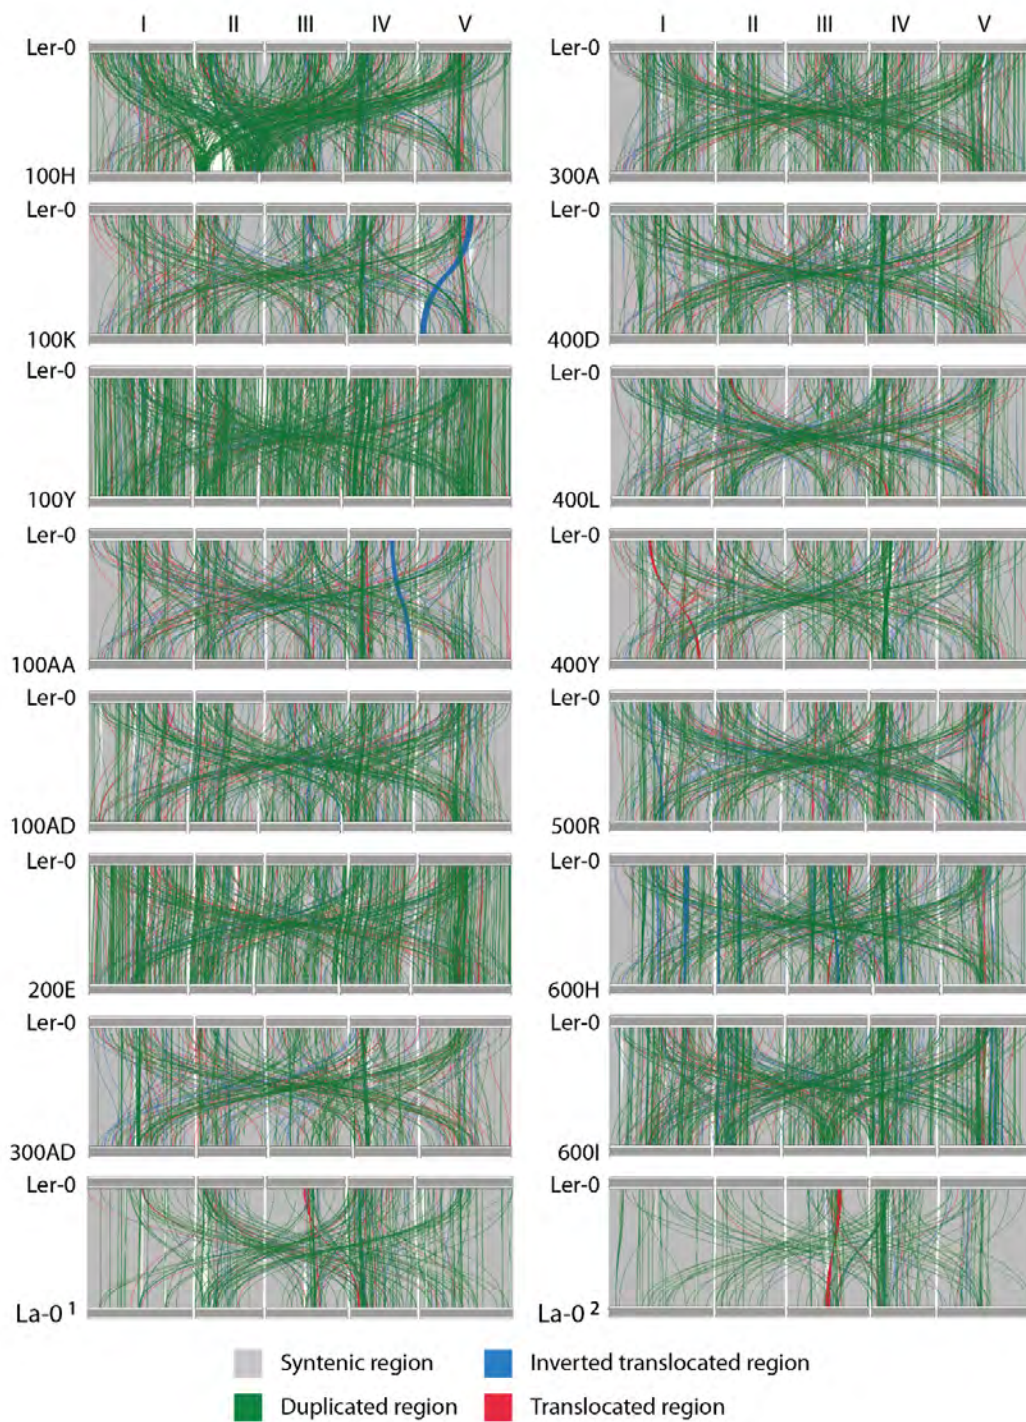 I II III IV V I II III IV V
Ler-0 Ler-0
100H 300A
Ler-0 Ler-0
100K 400D
Ler-0 Ler-0
100Y 400L
Ler-0 Ler-0
100AA 400Y
Ler-0 Ler-0
100AD 500R
Ler-0 Ler-0
200E 600H
Ler-0 Ler-0
300AD 600I
Ler-0 Ler-0
La-0 1 La-0 2
Syntenic region Inverted translocated region
Duplicated region Translocated region